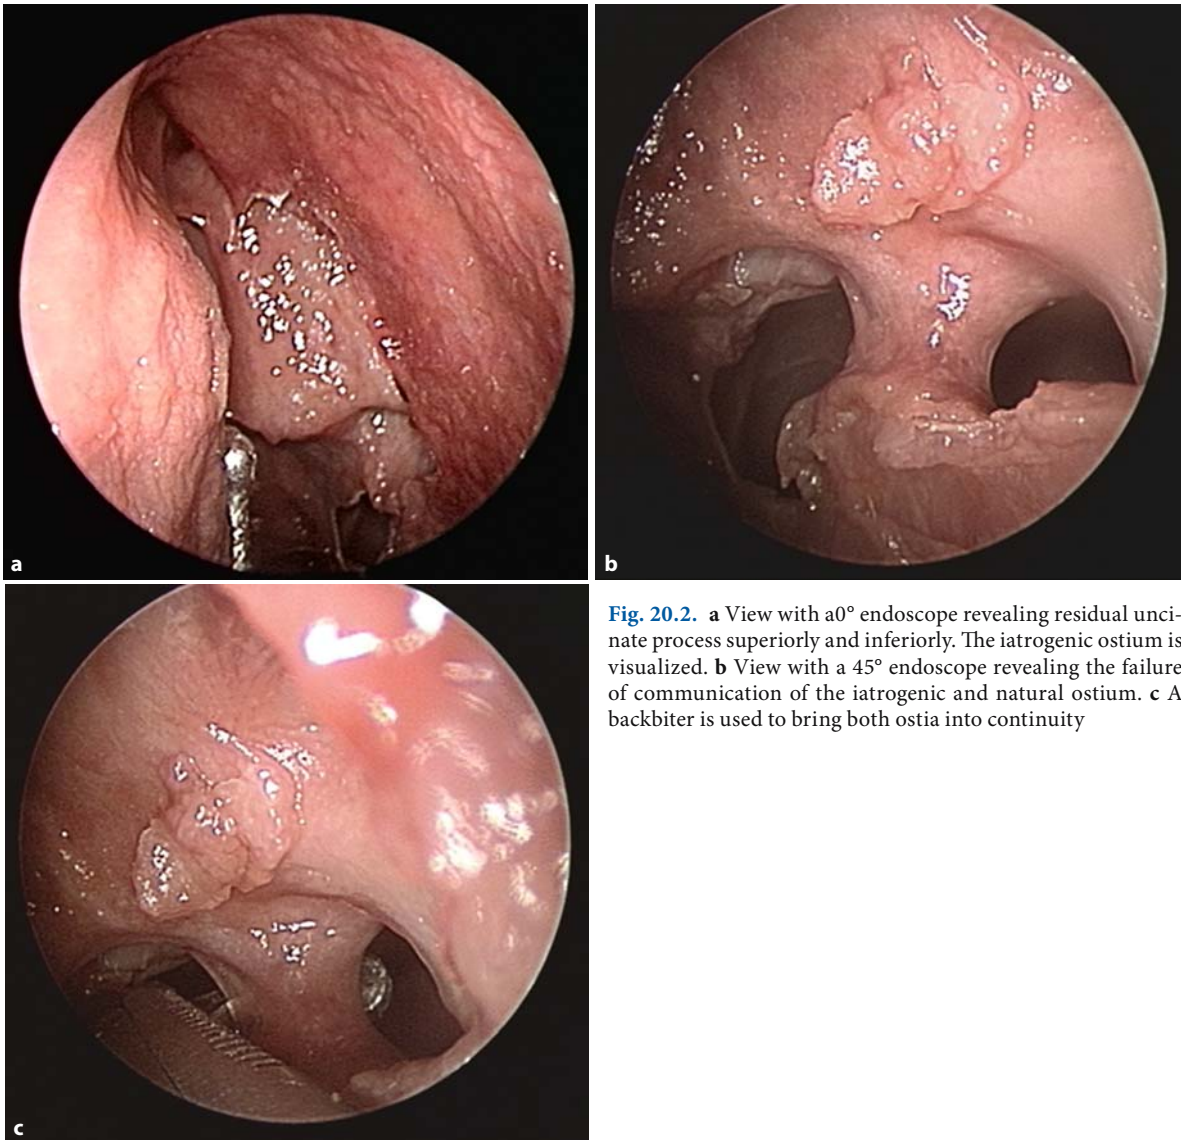 a
b
c
Fig. 20.2. a View with a0° endoscope revealing residual unci-
nate process superiorly and inferiorly. The iatrogenic ostium is
visualized. b View with a 45° endoscope revealing the failure
of communication of the iatrogenic and natural ostium. c A
backbiter is used to bring both ostia into continuity